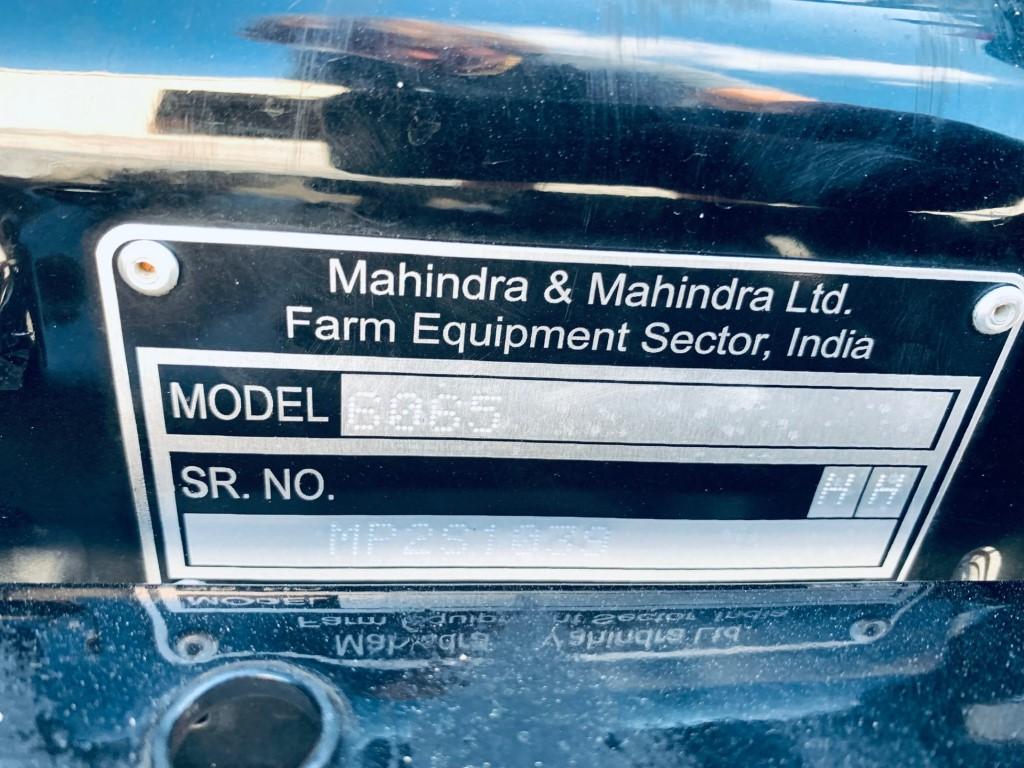 Mahindra & Mahindra Ltd.
Farm Equipment Sector, India
MODEL 6065
SR. NO. H H
MP2S1039